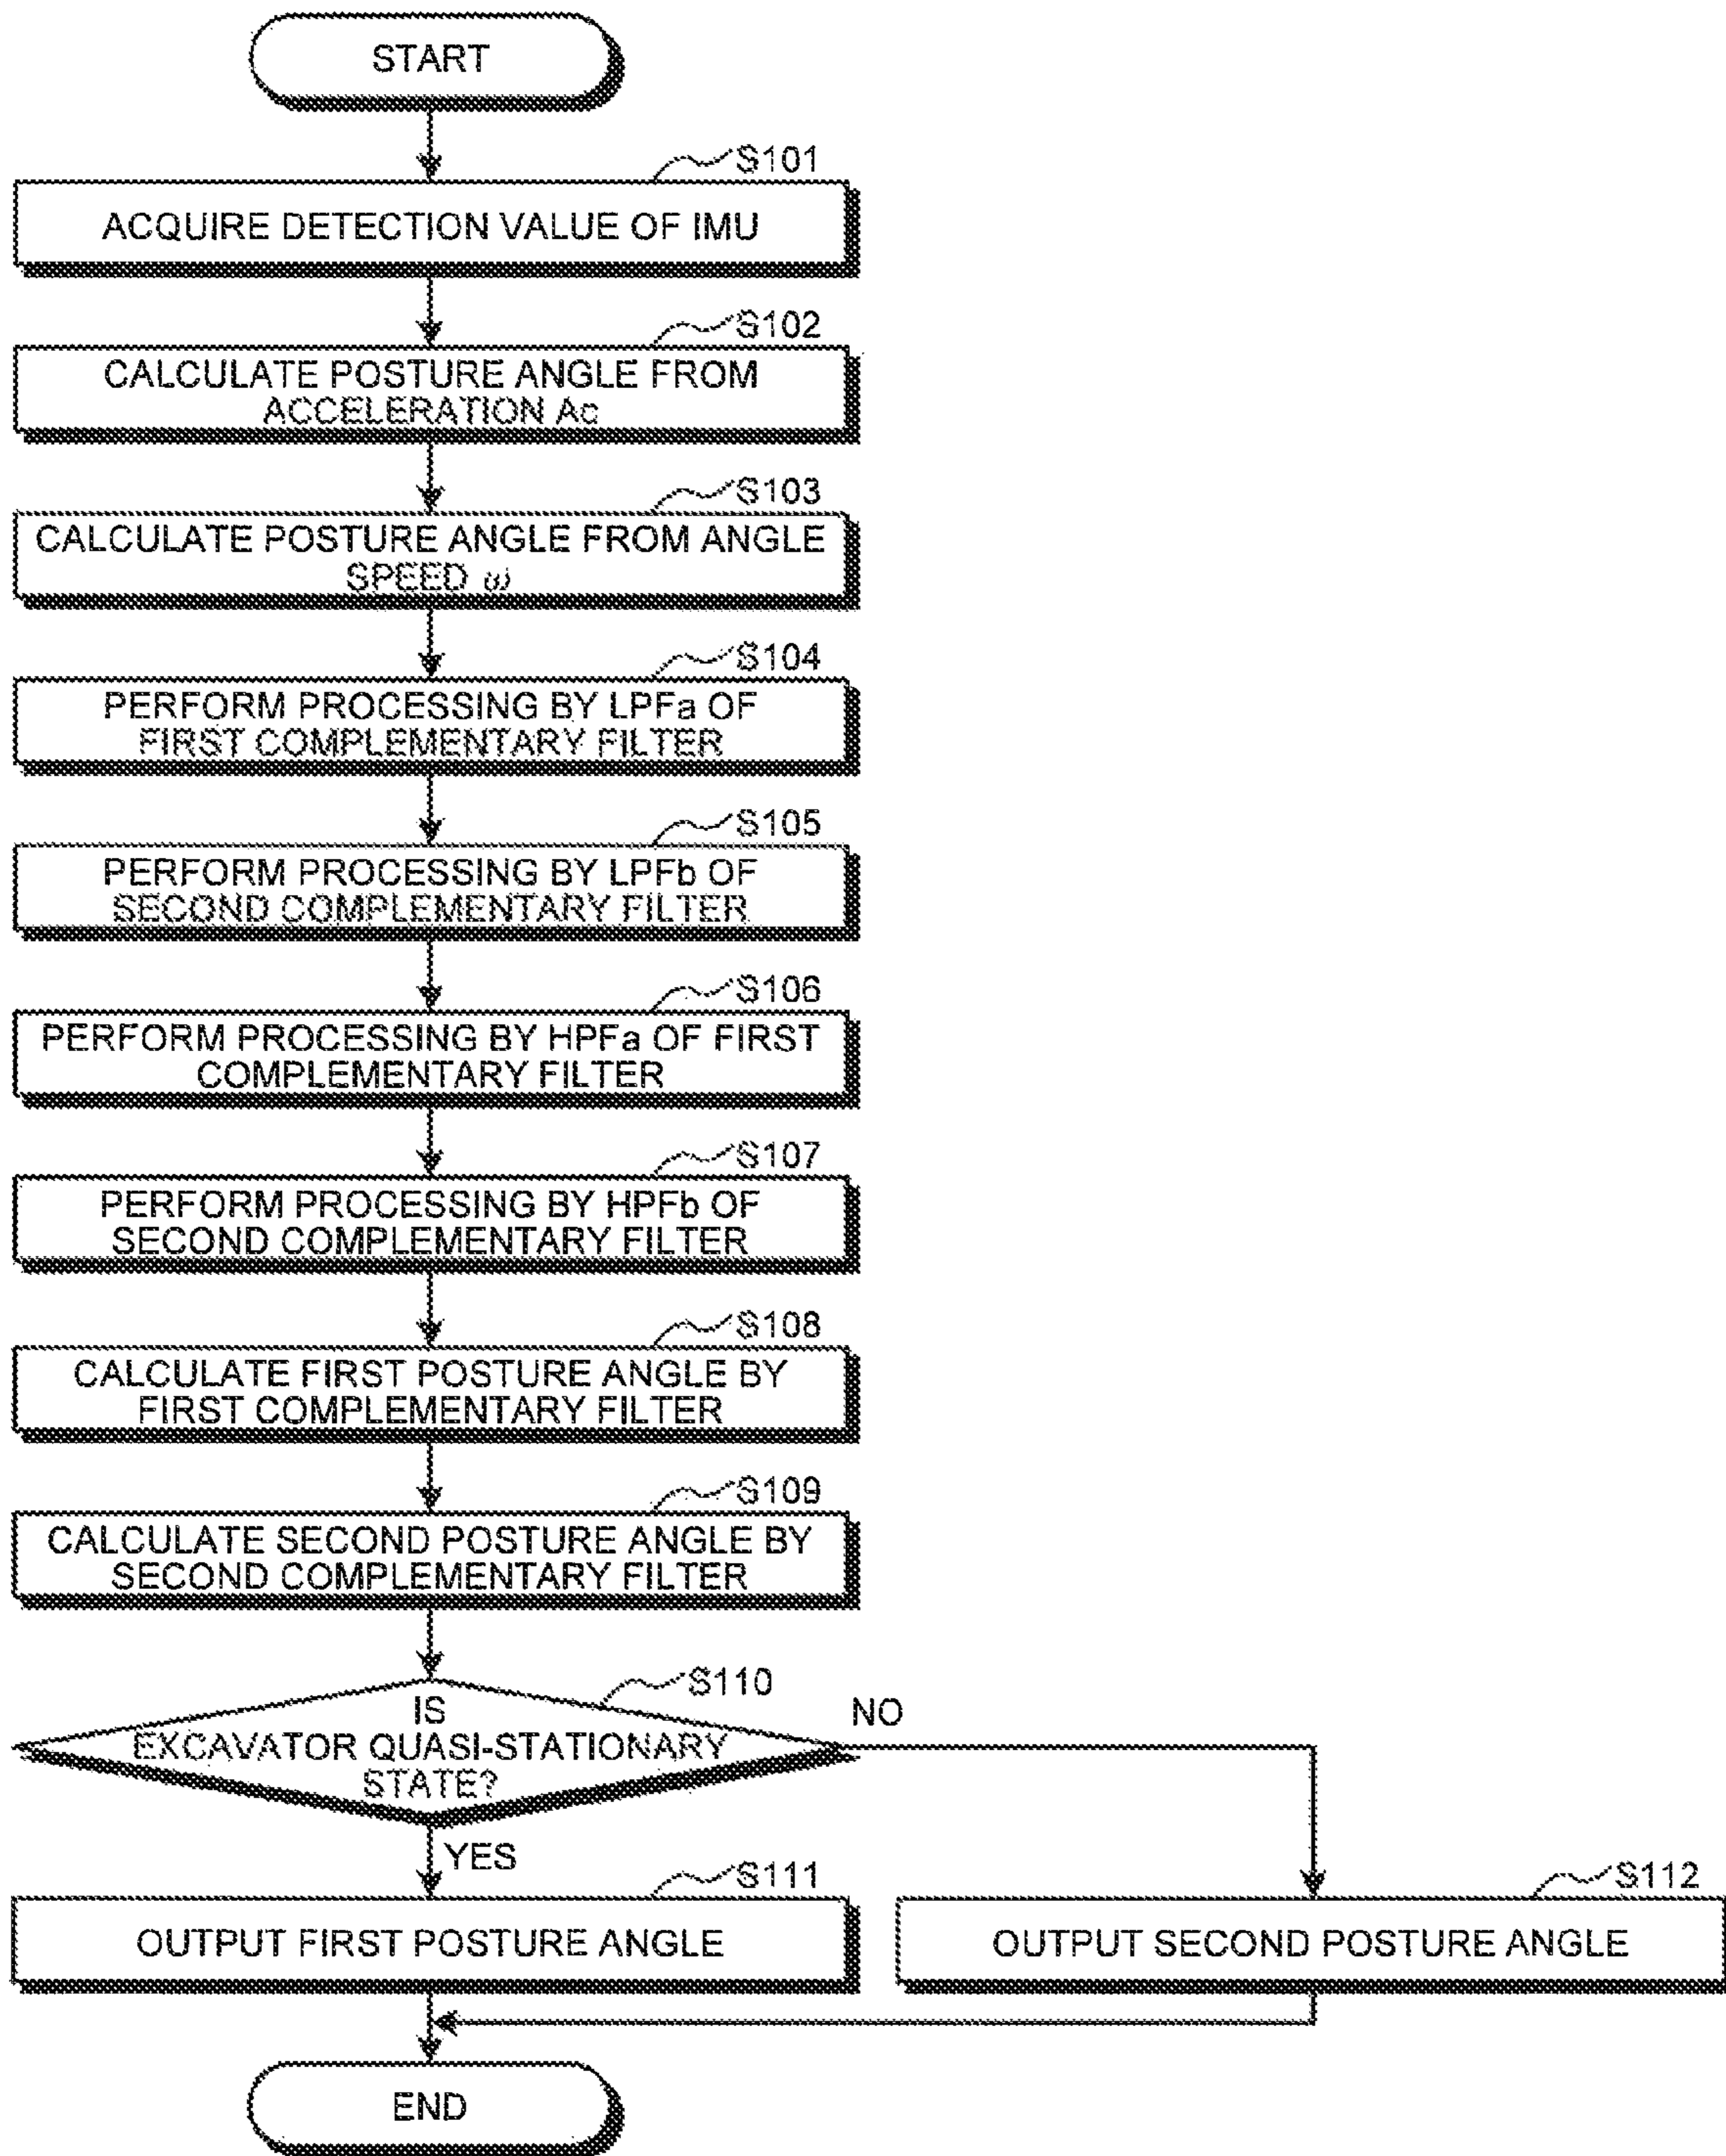 START
S101
ACQUIRE DETECTION VALUE OF IMU
S102
CALCULATE POSTURE ANGLE FROM
ACCELERATION Ac
S103
CALCULATE POSTURE ANGLE FROM ANGLE
SPEED ω
S104
PERFORM PROCESSING BY LPFa OF
FIRST COMPLEMENTARY FILTER
S105
PERFORM PROCESSING BY LPFb OF
SECOND COMPLEMENTARY FILTER
S106
PERFORM PROCESSING BY HPFa OF FIRST
COMPLEMENTARY FILTER
S107
PERFORM PROCESSING BY HPFb OF
SECOND COMPLEMENTARY FILTER
S108
CALCULATE FIRST POSTURE ANGLE BY
FIRST COMPLEMENTARY FILTER
S109
CALCULATE SECOND POSTURE ANGLE BY
SECOND COMPLEMENTARY FILTER
S110
IS
EXCAVATOR QUASI-STATIONARY
STATE?
NO
YES
S111
OUTPUT FIRST POSTURE ANGLE
S112
OUTPUT SECOND POSTURE ANGLE
END